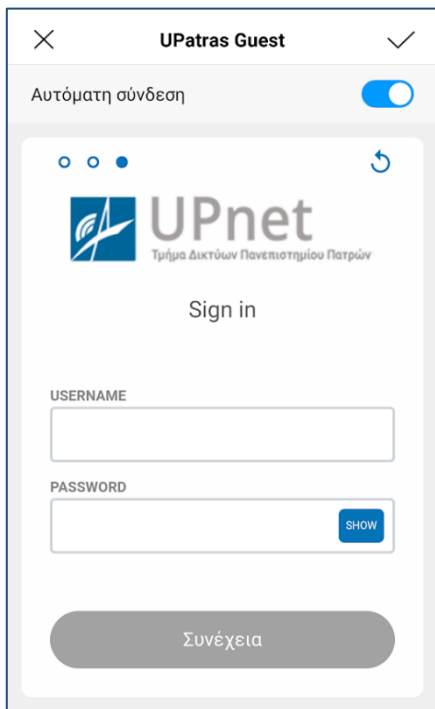 UPatras Guest
Αυτόματη σύνδεση
UPnet
Τμήμα Δικτύων Πανεπιστημίου Πατρών
Sign in
USERNAME
PASSWORD
SHOW
Συνέχεια